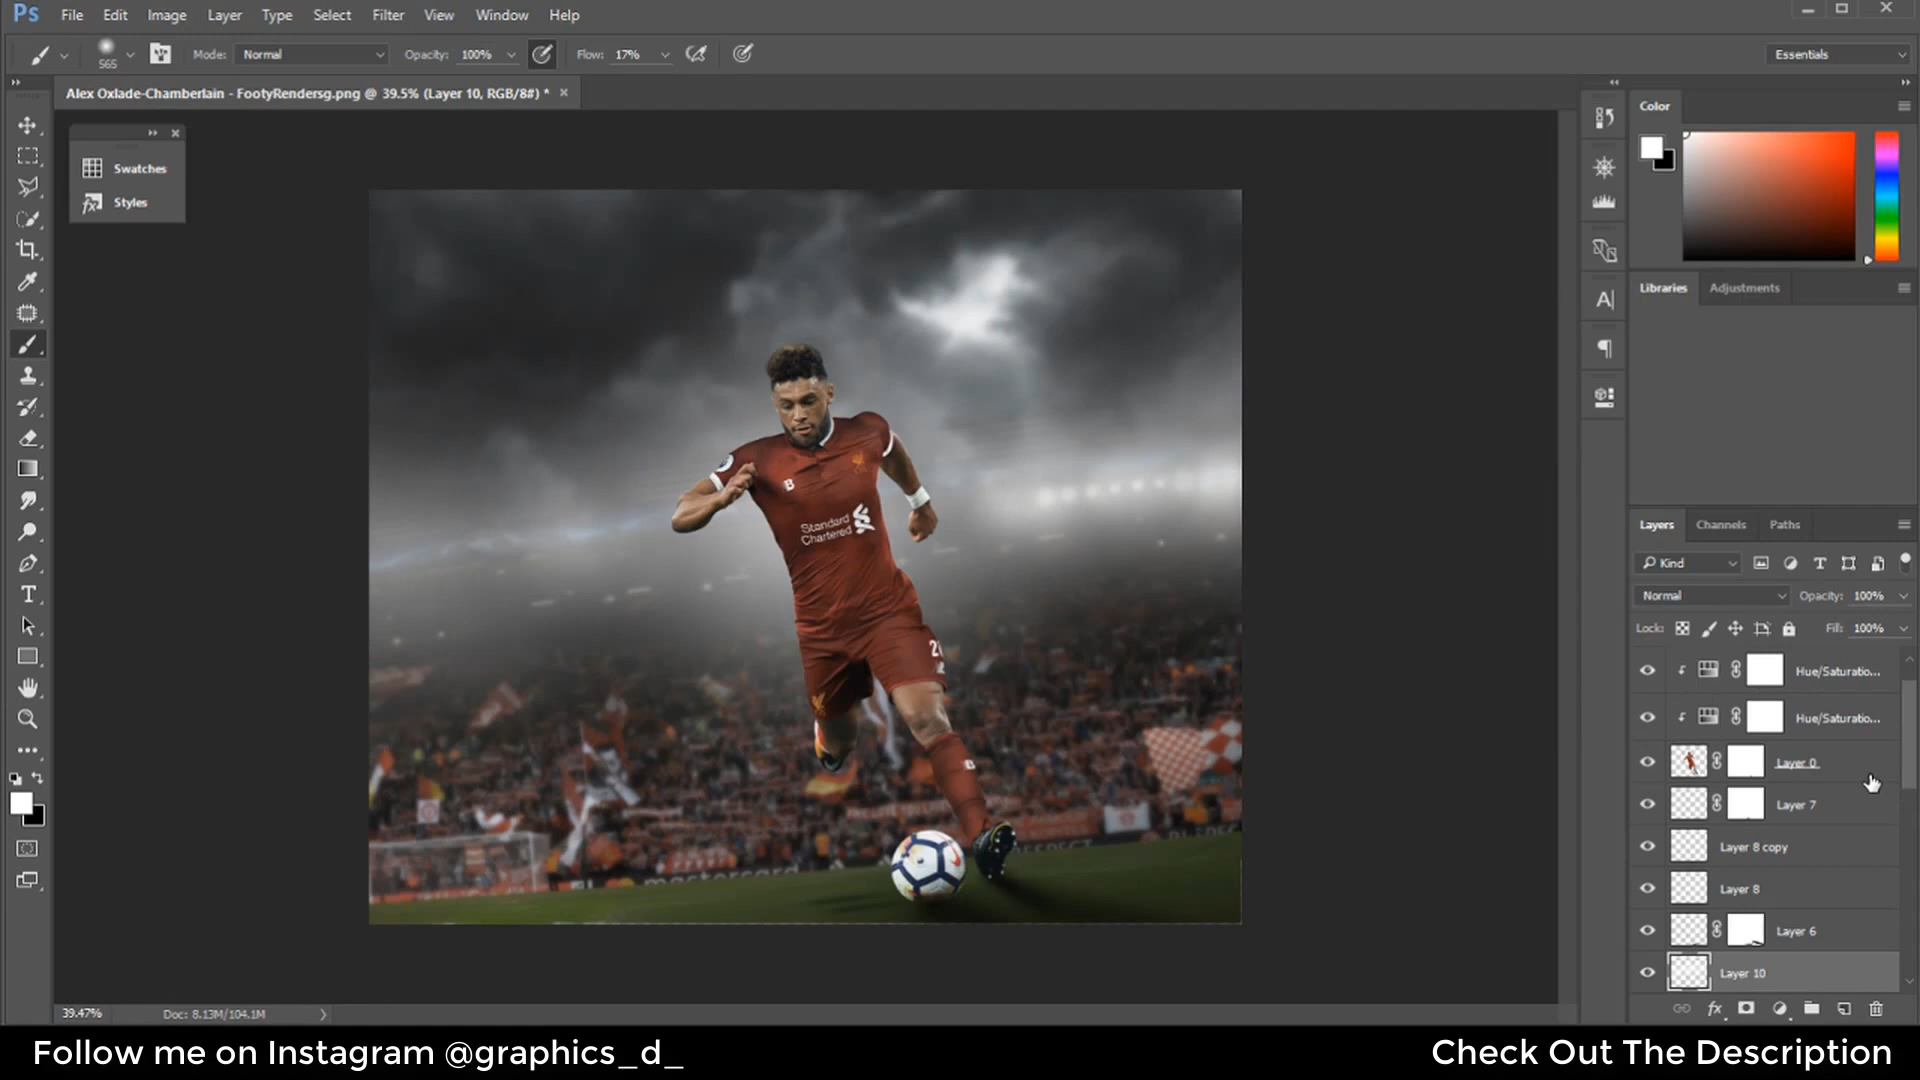 Ps File Edit Image Layer Type Select Filter View Window Help
565 Mode: Normal Opacity: 100% Flow: 17% Essentials
Alex Oxlade-Chamberlain - FootyRendersg.png @ 39.5% (Layer 10, RGB/8#) *
Color
Swatches
Styles
Libraries Adjustments
Standard
Chartered
Layers Channels Paths
Kind
Normal Opacity: 100%
Lock: Fill: 100%
Hue/Saturatio...
Hue/Saturatio...
Layer 0
Layer 7
Layer 8 copy
Layer 8
Layer 6
Layer 10
RESPECT
mastercard
39.47% Doc: 8.13M/104.1M
Follow me on Instagram @graphics_d_
Check Out The Description